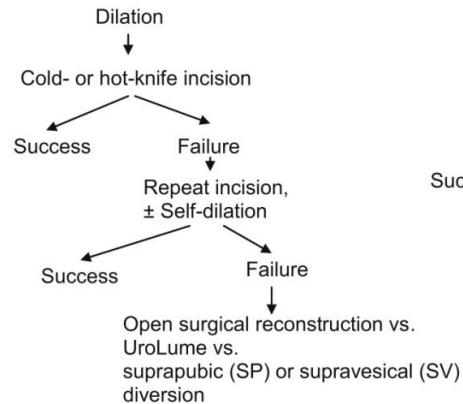 Dilation
Cold- or hot-knife incision
Success
Failure
Repeat incision,
± Self-dilation
Suc
Success
Failure
Open surgical reconstruction vs.
UroLume vs.
suprapubic (SP) or supravesical (SV)
diversion